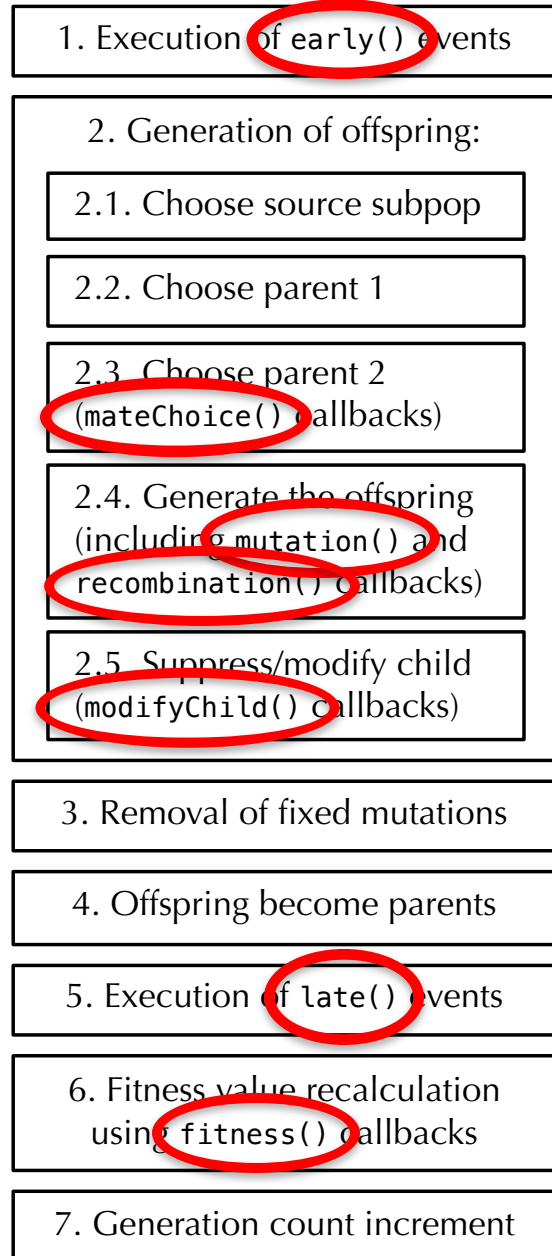 1. Execution of early() events
2. Generation of offspring:
2.1. Choose source subpop
2.2. Choose parent 1
2.3. Choose parent 2
(mateChoice() callbacks)
2.4. Generate the offspring
(including mutation() and
recombination() callbacks)
2.5. Suppress/modify child
(modifyChild() callbacks)
3. Removal of fixed mutations
4. Offspring become parents
5. Execution of late() events
6. Fitness value recalculation
using fitness() callbacks
7. Generation count increment